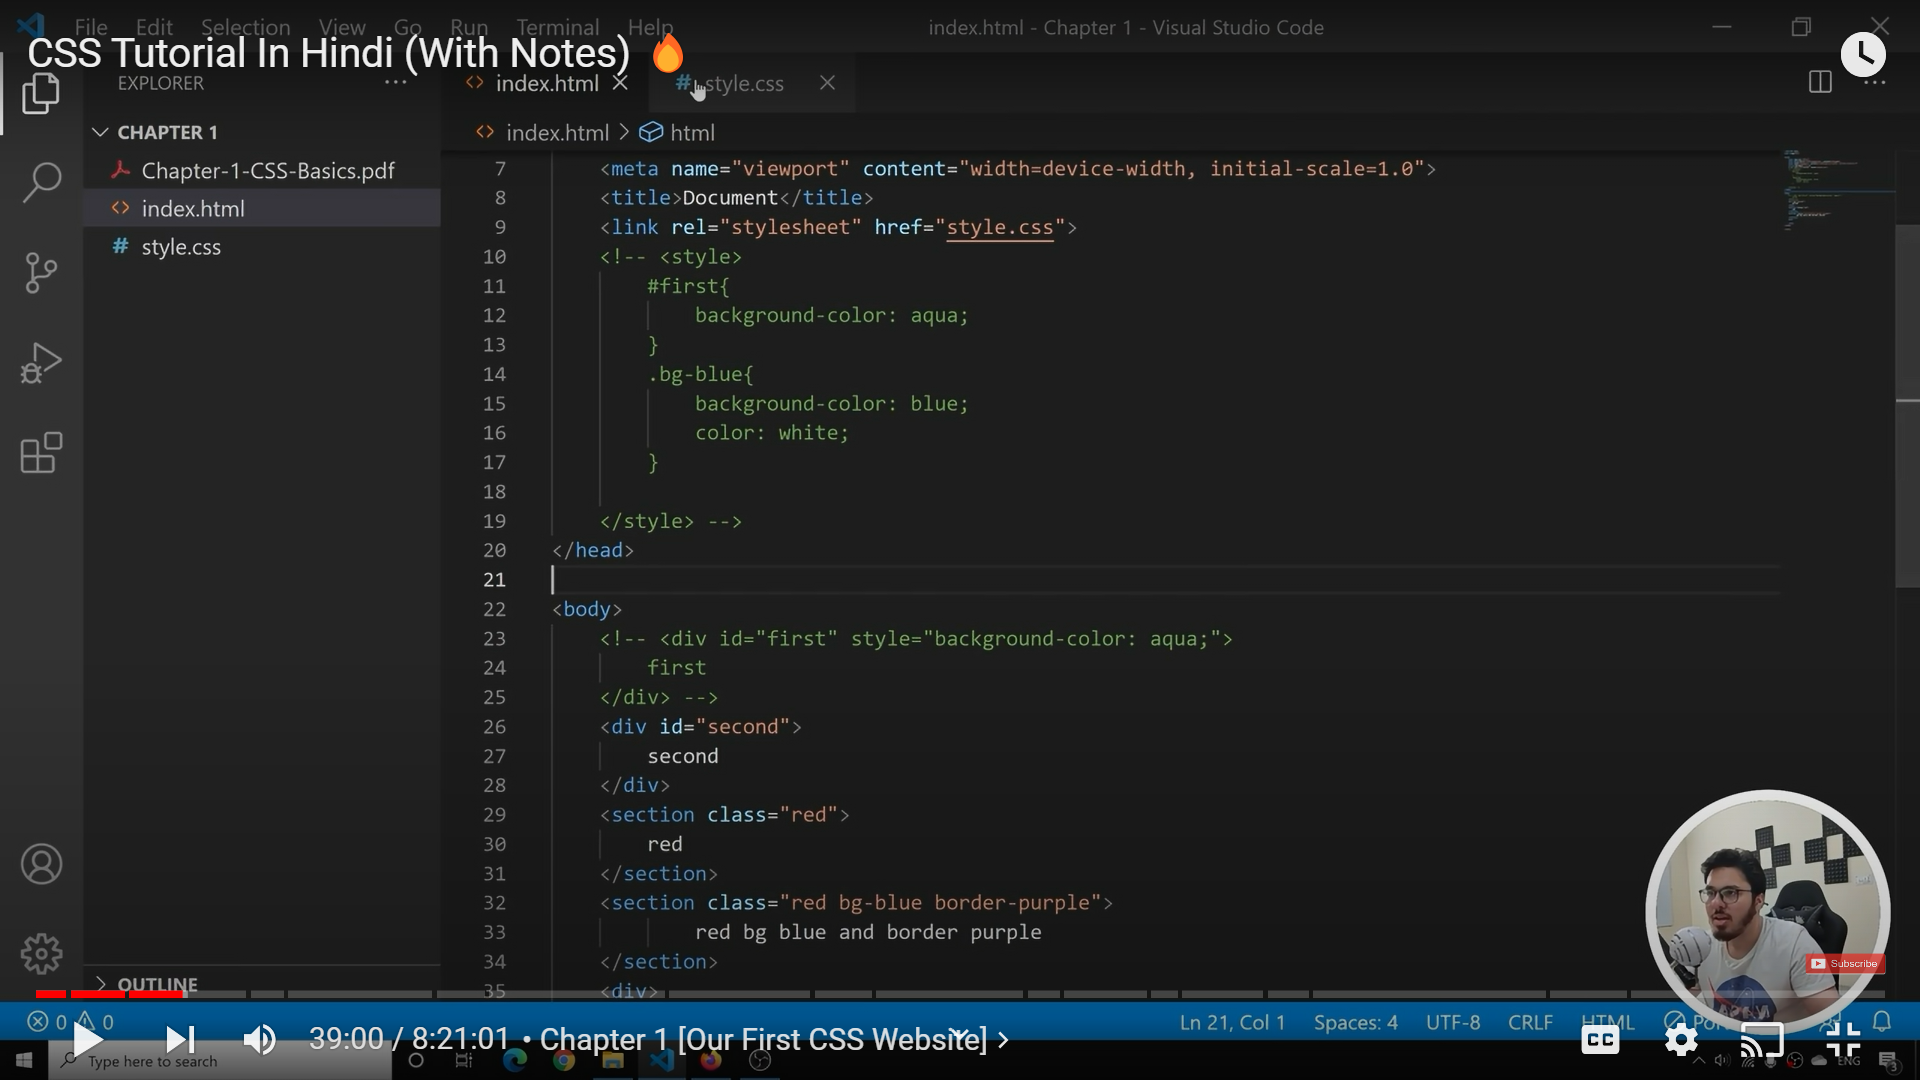 File Edit Selection View Go Run Terminal Help
index.html - Chapter 1 - Visual Studio Code
CSS Tutorial In Hindi (With Notes) 🔥
EXPLORER
index.html
style.css
CHAPTER 1
index.html > html
Chapter-1-CSS-Basics.pdf
index.html
style.css
7 <meta name="viewport" content="width=device-width, initial-scale=1.0">
8 <title>Document</title>
9 <link rel="stylesheet" href="style.css">
10 <!-- <style>
11 #first{
12 background-color: aqua;
13 }
14 .bg-blue{
15 background-color: blue;
16 color: white;
17 }
18
19 </style> -->
20 </head>
21
22 <body>
23 <!-- <div id="first" style="background-color: aqua;">
24 first
25 </div> -->
26 <div id="second">
27 second
28 </div>
29 <section class="red">
30 red
31 </section>
32 <section class="red bg-blue border-purple">
33 red bg blue and border purple
34 </section>
35 <div>
Subscribe
OUTLINE
0 0
Ln 21, Col 1 Spaces: 4 UTF-8 CRLF HTML
39:00 / 8:21:01 • Chapter 1 [Our First CSS Website] >
CC
Type here to search
ENG
3